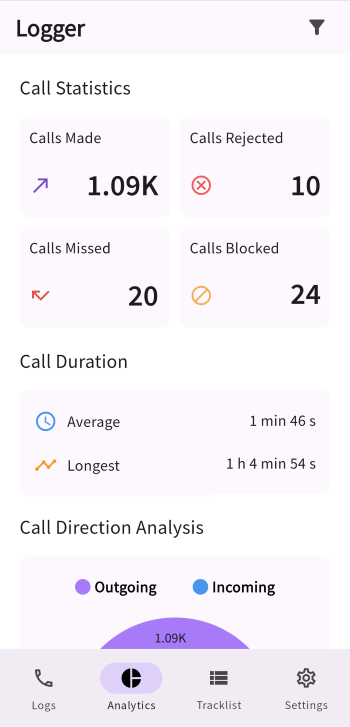 Logger
Call Statistics
Calls Made
1.09K
Calls Rejected
10
Calls Missed
20
Calls Blocked
24
Call Duration
Average 1 min 46 s
Longest 1 h 4 min 54 s
Call Direction Analysis
Outgoing Incoming
1.09K
Logs Analytics Tracklist Settings